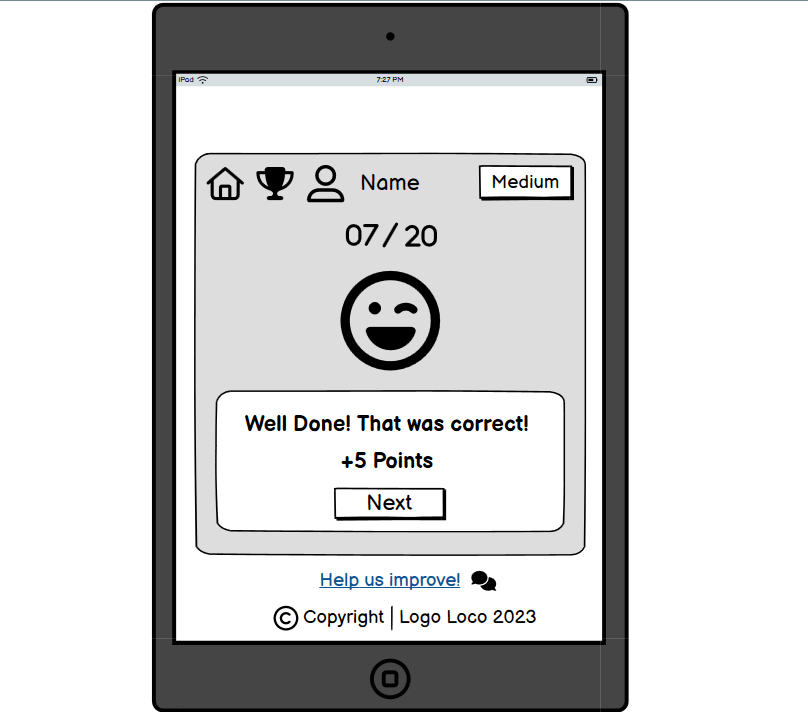 iPad 7:27 PM
Name Medium
07 / 20
Well Done! That was correct!
+5 Points
Next
Help us improve!
© Copyright | Logo Loco 2023